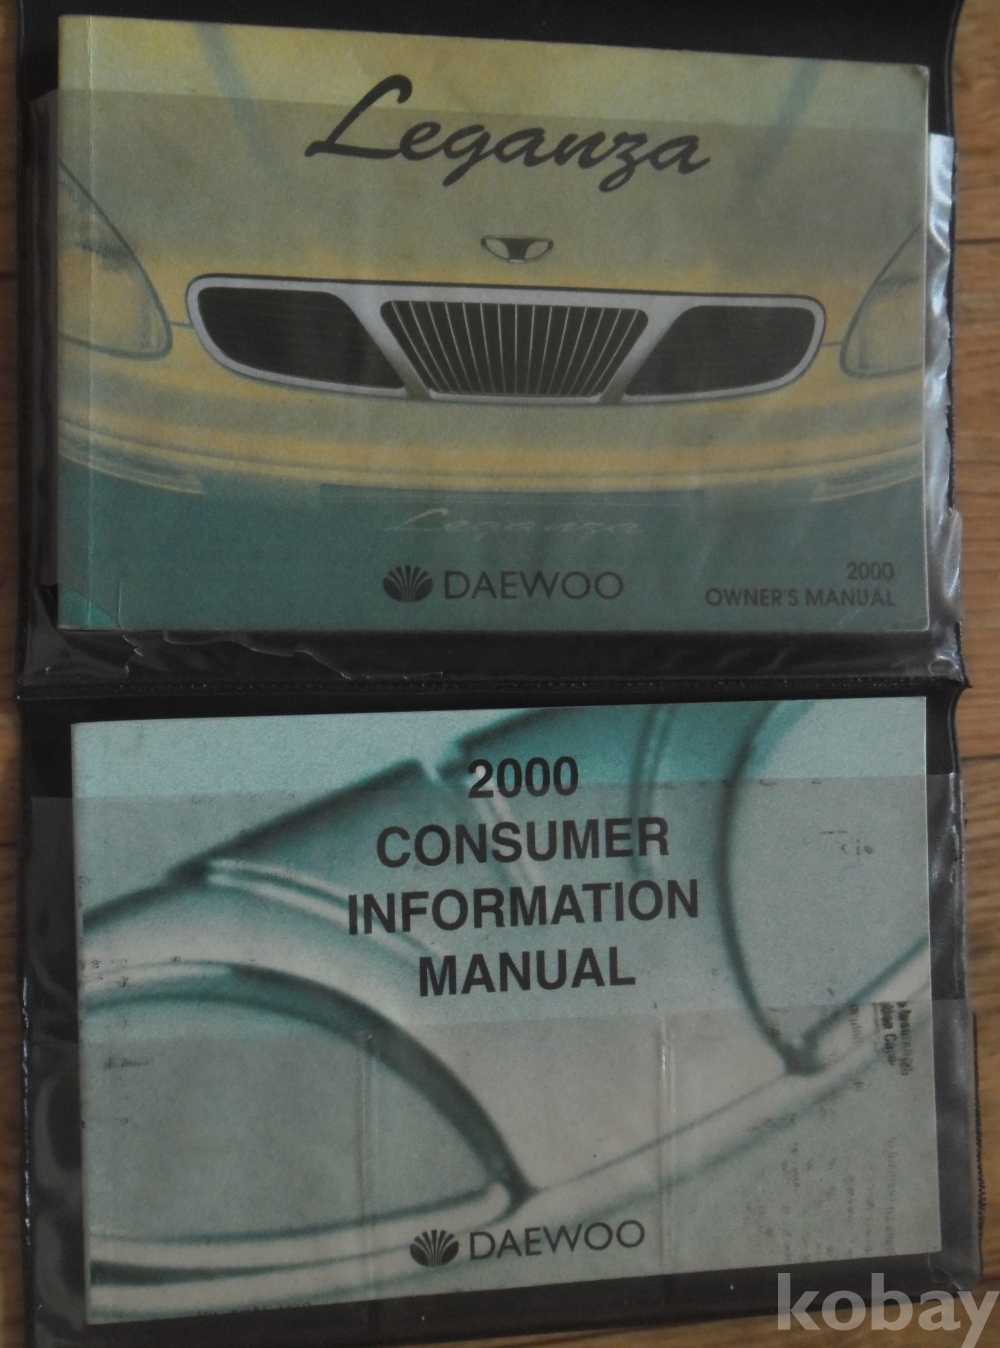 Leganza
Leganza
DAEWOO
2000
OWNER'S MANUAL
2000
CONSUMER
INFORMATION
MANUAL
DAEWOO
kobay